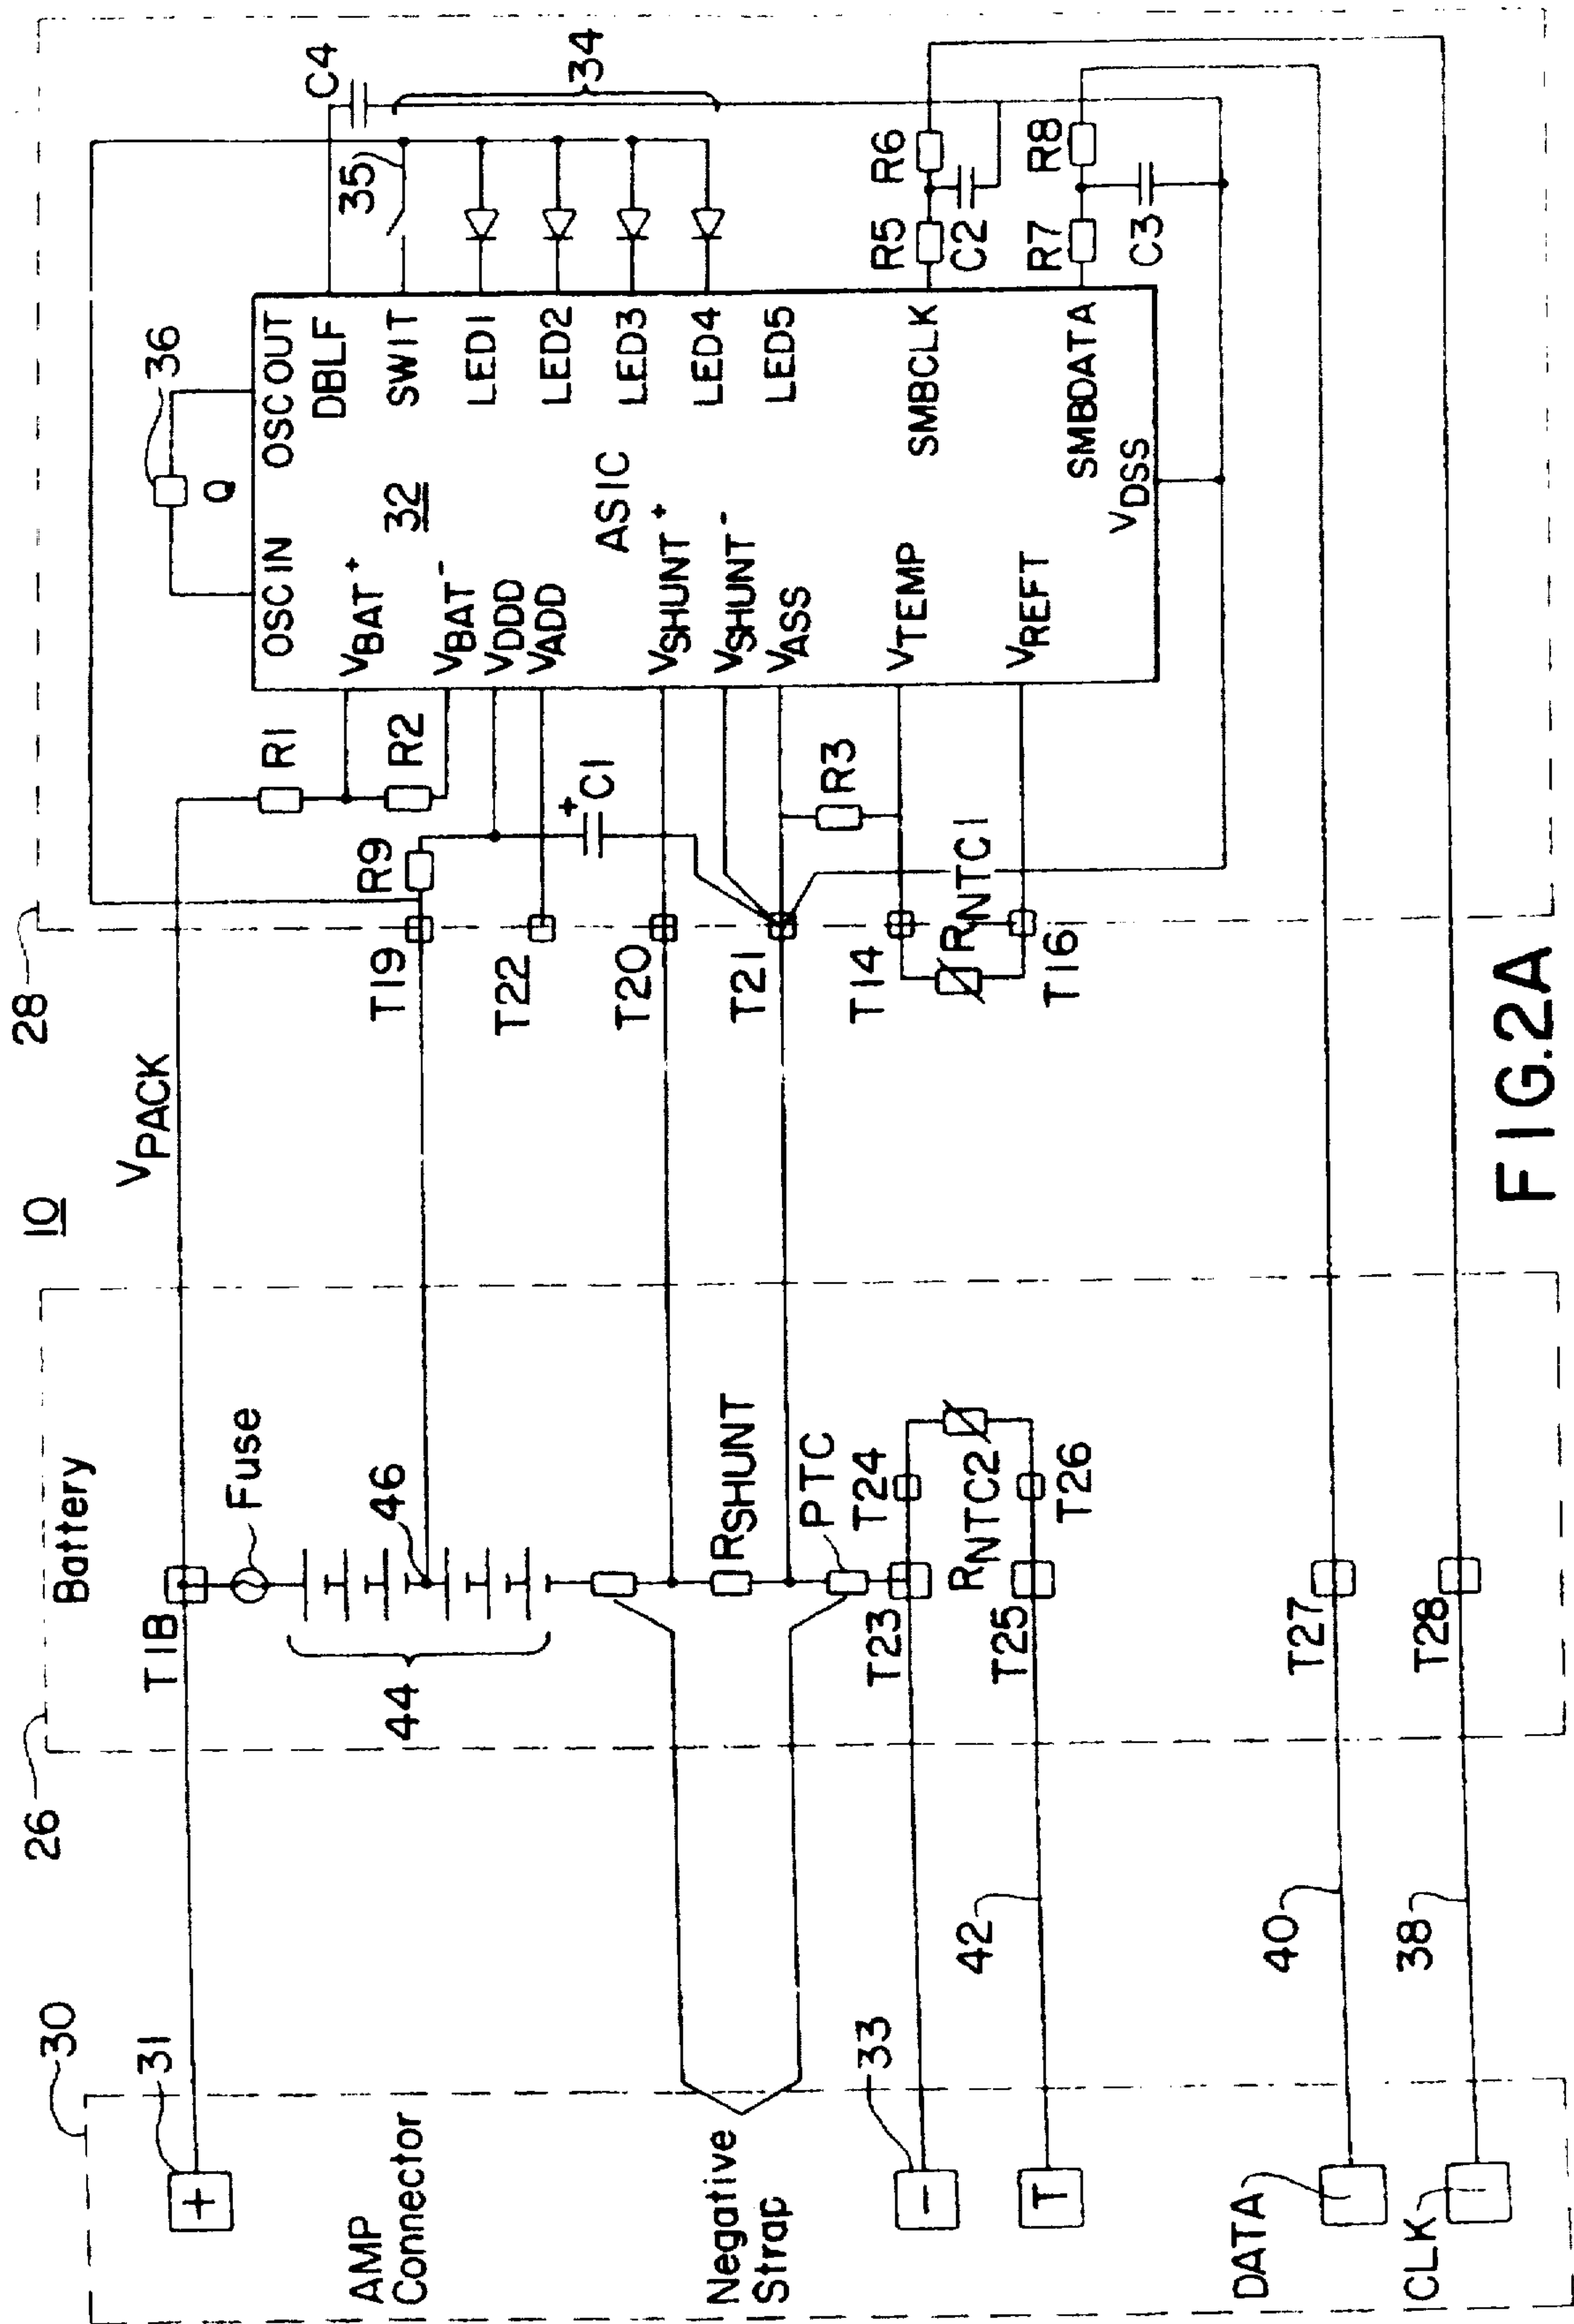 30
31
+
AMP
Connector
Negative
Strap
33
-
T
42
DATA
40
CLK
38
26
Battery
T1B
Fuse
44
46
RSHUNT
PTC
T23
T24
RNTC2
T25
T26
T27
T28
10
VPACK
28
T19
T22
T20
T21
T14
T16
RNTC1
R9
R1
R2
+
C1
R3
OSC IN
OSC OUT
VBAT+
VBAT-
VDDD
VADD
VSHUNT+
VSHUNT-
VASS
VTEMP
VREFT
32
ASIC
DBLF
SWIT
LED1
LED2
LED3
LED4
LED5
SMBCLK
SMBDATA
VDSS
Q
36
C4
35
34
R5
R6
C2
R7
R8
C3
FIG.2A